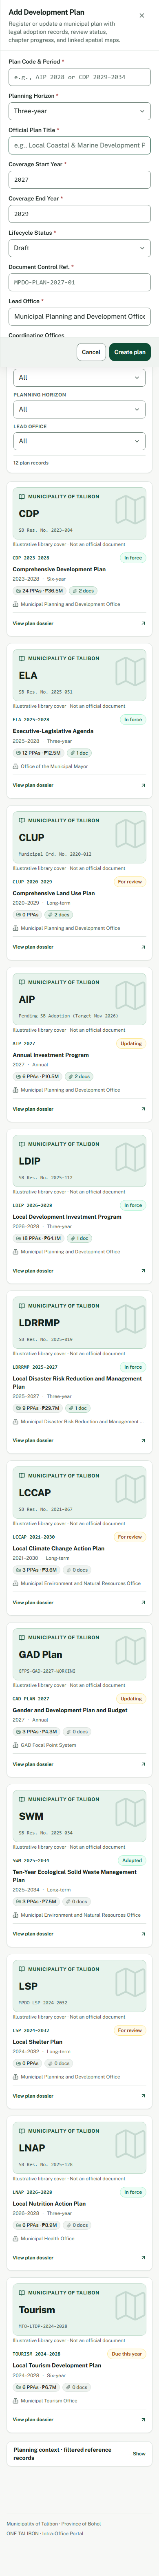 Add Development Plan
Register or update a municipal plan with
legal adoption records, review status,
chapter progress, and linked spatial maps.
Plan Code & Period *
e.g., AIP 2028 or CDP 2029–2034
Planning Horizon *
Three-year
Official Plan Title *
e.g., Local Coastal & Marine Development P
Coverage Start Year *
2027
Coverage End Year *
2029
Lifecycle Status *
Draft
Document Control Ref. *
MPDO-PLAN-2027-01
Lead Office *
Municipal Planning and Development Office
Coordinating Offices
Cancel
Create plan
All
PLANNING HORIZON
All
LEAD OFFICE
All
12 plan records
MUNICIPALITY OF TALIBON
CDP
SB Res. No. 2023-084
Illustrative library cover · Not an official document
CDP 2023-2028
In force
Comprehensive Development Plan
2023-2028 · Six-year
24 PPAs · ₱36.5M
2 docs
Municipal Planning and Development Office
View plan dossier
MUNICIPALITY OF TALIBON
ELA
SB Res. No. 2025-091
Illustrative library cover · Not an official document
ELA 2025-2028
In force
Executive-Legislative Agenda
2025-2028 · Three-year
12 PPAs · ₱12.5M
1 doc
Office of the Municipal Mayor
View plan dossier
MUNICIPALITY OF TALIBON
CLUP
Municipal Ord. No. 2020-012
Illustrative library cover · Not an official document
CLUP 2020-2029
For review
Comprehensive Land Use Plan
2020-2029 · Long-term
0 PPAs
2 docs
Municipal Planning and Development Office
View plan dossier
MUNICIPALITY OF TALIBON
AIP
Pending SB Adoption (Target Nov 2026)
Illustrative library cover · Not an official document
AIP 2027
Updating
Annual Investment Program
2027 · Annual
6 PPAs · ₱10.5M
2 docs
Municipal Planning and Development Office
View plan dossier
MUNICIPALITY OF TALIBON
LDIP
SB Res. No. 2025-112
Illustrative library cover · Not an official document
LDIP 2026-2028
In force
Local Development Investment Program
2026-2028 · Three-year
18 PPAs · ₱64.1M
1 doc
Municipal Planning and Development Office
View plan dossier
MUNICIPALITY OF TALIBON
LDRRMP
SB Res. No. 2025-019
Illustrative library cover · Not an official document
LDRRMP 2025-2027
In force
Local Disaster Risk Reduction and Management
Plan
2025-2027 · Three-year
9 PPAs · ₱29.7M
1 doc
Municipal Disaster Risk Reduction and Management ...
View plan dossier
MUNICIPALITY OF TALIBON
LCCAP
SB Res. No. 2021-067
Illustrative library cover · Not an official document
LCCAP 2021-2030
For review
Local Climate Change Action Plan
2021-2030 · Long-term
3 PPAs · ₱3.6M
0 docs
Municipal Environment and Natural Resources Office
View plan dossier
MUNICIPALITY OF TALIBON
GAD Plan
GFPS-GAD-2027-WORKING
Illustrative library cover · Not an official document
GAD PLAN 2027
Updating
Gender and Development Plan and Budget
2027 · Annual
3 PPAs · ₱4.3M
0 docs
GAD Focal Point System
View plan dossier
MUNICIPALITY OF TALIBON
SWM
SB Res. No. 2025-034
Illustrative library cover · Not an official document
SWM 2025-2034
Adopted
Ten-Year Ecological Solid Waste Management
Plan
2025-2034 · Long-term
3 PPAs · ₱7.5M
0 docs
Municipal Environment and Natural Resources Office
View plan dossier
MUNICIPALITY OF TALIBON
LSP
MPDO-LSP-2024-2032
Illustrative library cover · Not an official document
LSP 2024-2032
For review
Local Shelter Plan
2024-2032 · Long-term
0 PPAs
0 docs
Municipal Planning and Development Office
View plan dossier
MUNICIPALITY OF TALIBON
LNAP
SB Res. No. 2025-128
Illustrative library cover · Not an official document
LNAP 2026-2028
In force
Local Nutrition Action Plan
2026-2028 · Three-year
6 PPAs · ₱8.9M
0 docs
Municipal Health Office
View plan dossier
MUNICIPALITY OF TALIBON
Tourism
MTO-LTDP-2024-2028
Illustrative library cover · Not an official document
TOURISM 2024-2028
Due this year
Local Tourism Development Plan
2024-2028 · Six-year
6 PPAs · ₱6.7M
0 docs
Municipal Tourism Office
View plan dossier
Planning context · filtered reference
records
Show
Municipality of Talibon · Province of Bohol
ONE TALIBON · Intra-Office Portal